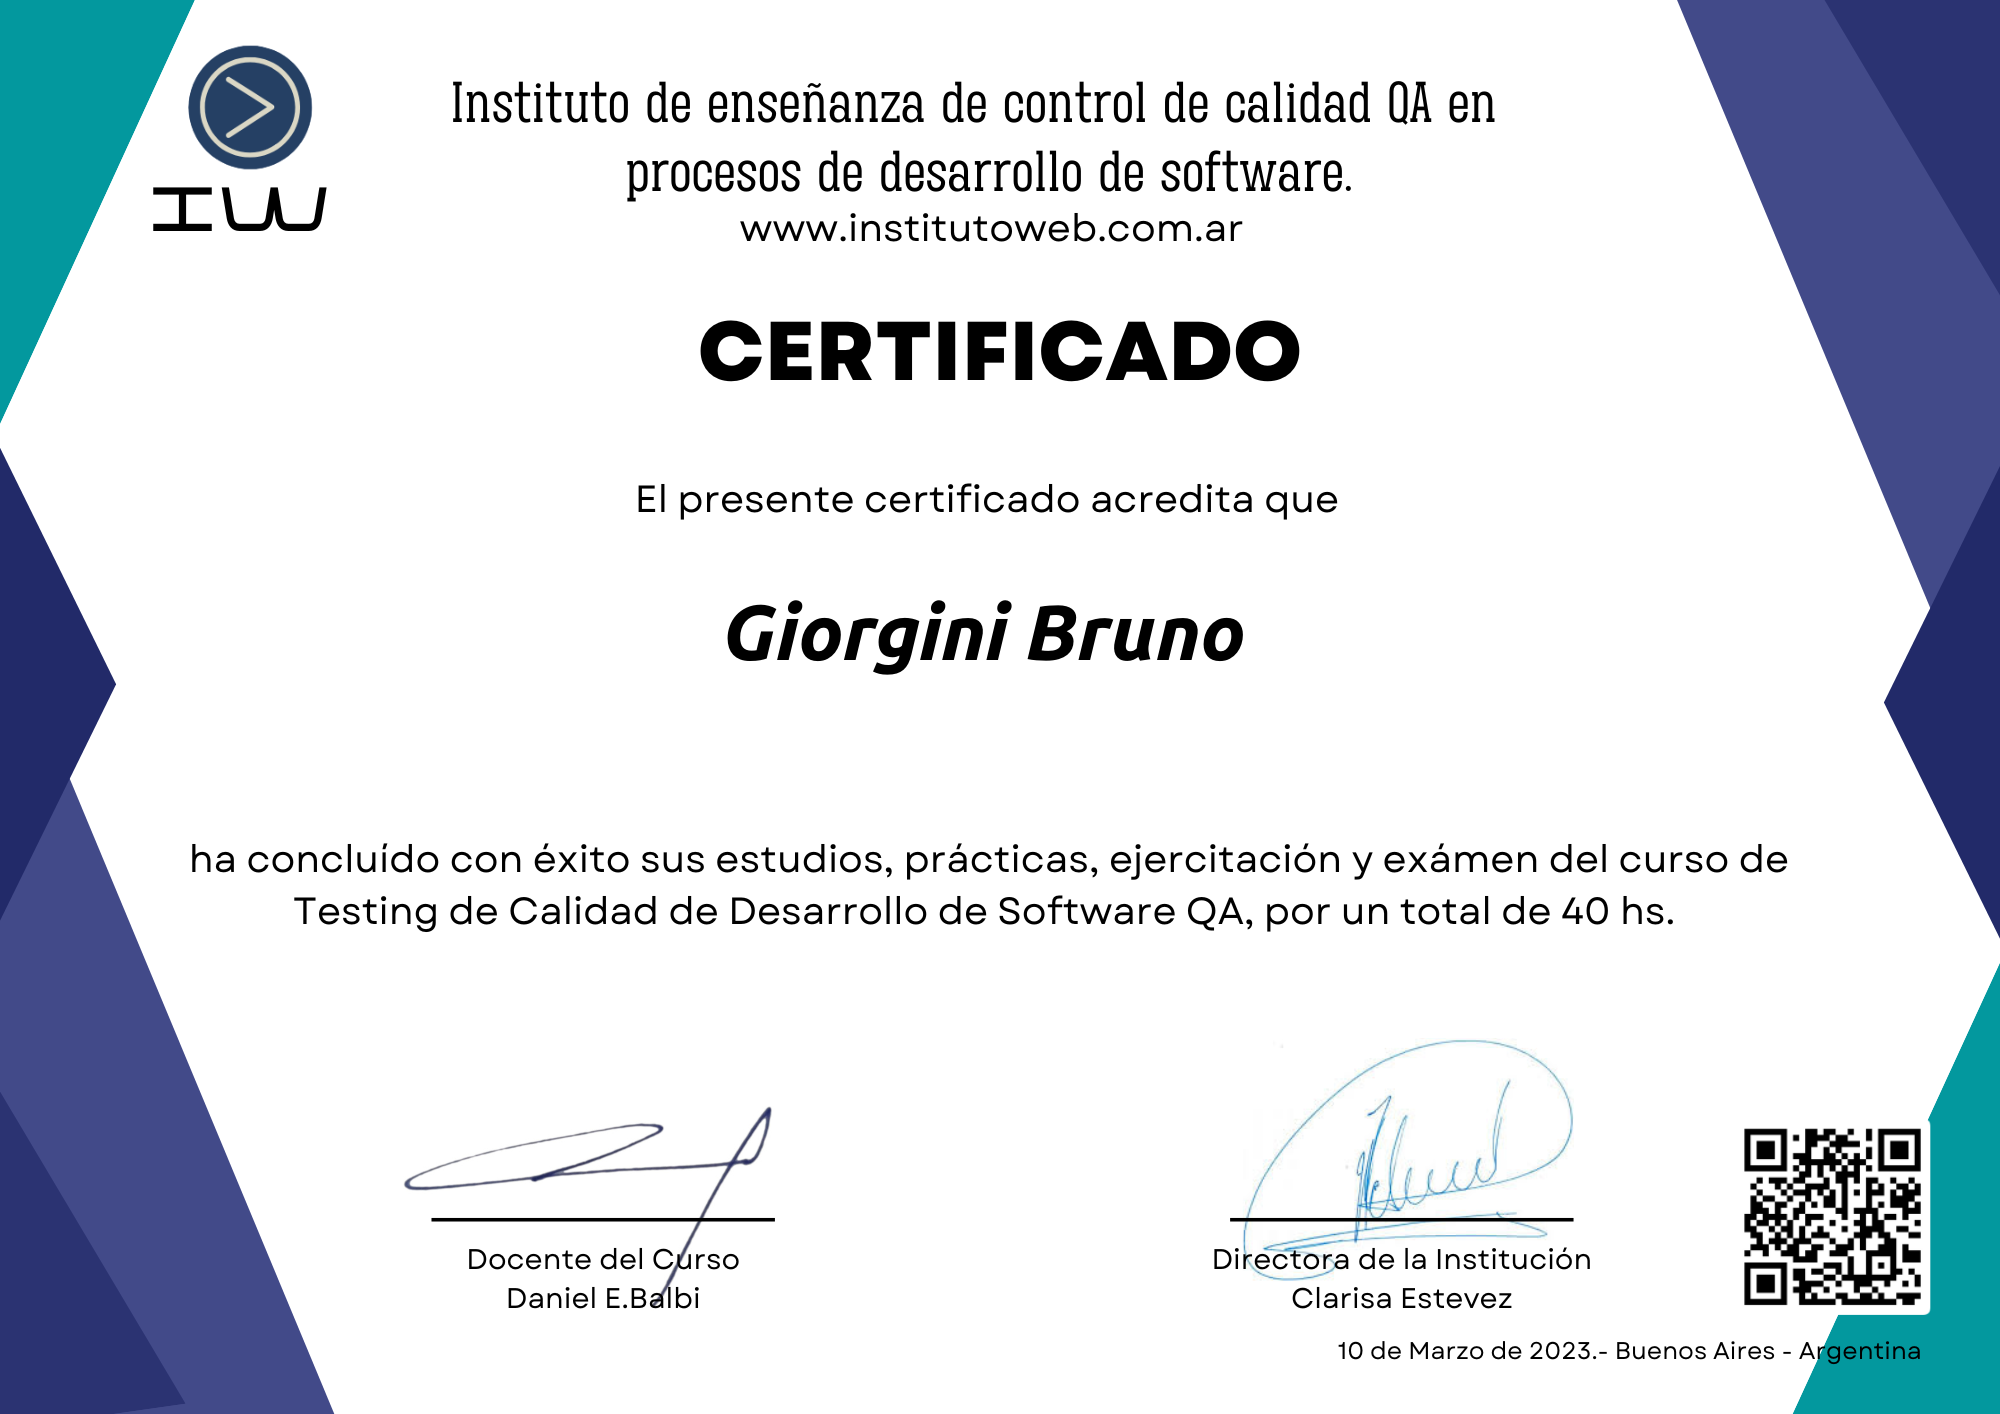 Instituto de enseñanza de control de calidad QA en
procesos de desarrollo de software.
www.institutoweb.com.ar
IW
CERTIFICADO
El presente certificado acredita que
Giorgini Bruno
ha concluído con éxito sus estudios, prácticas, ejercitación y exámen del curso de
Testing de Calidad de Desarrollo de Software QA, por un total de 40 hs.
Docente del Curso
Daniel E.Balbi
Directora de la Institución
Clarisa Estevez
10 de Marzo de 2023.- Buenos Aires - Argentina